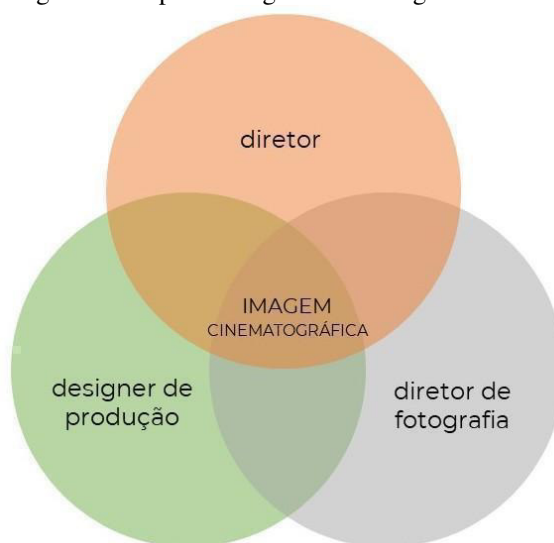 diretor
IMAGEM
CINEMATOGRÁFICA
designer de
produção
diretor de
fotografia